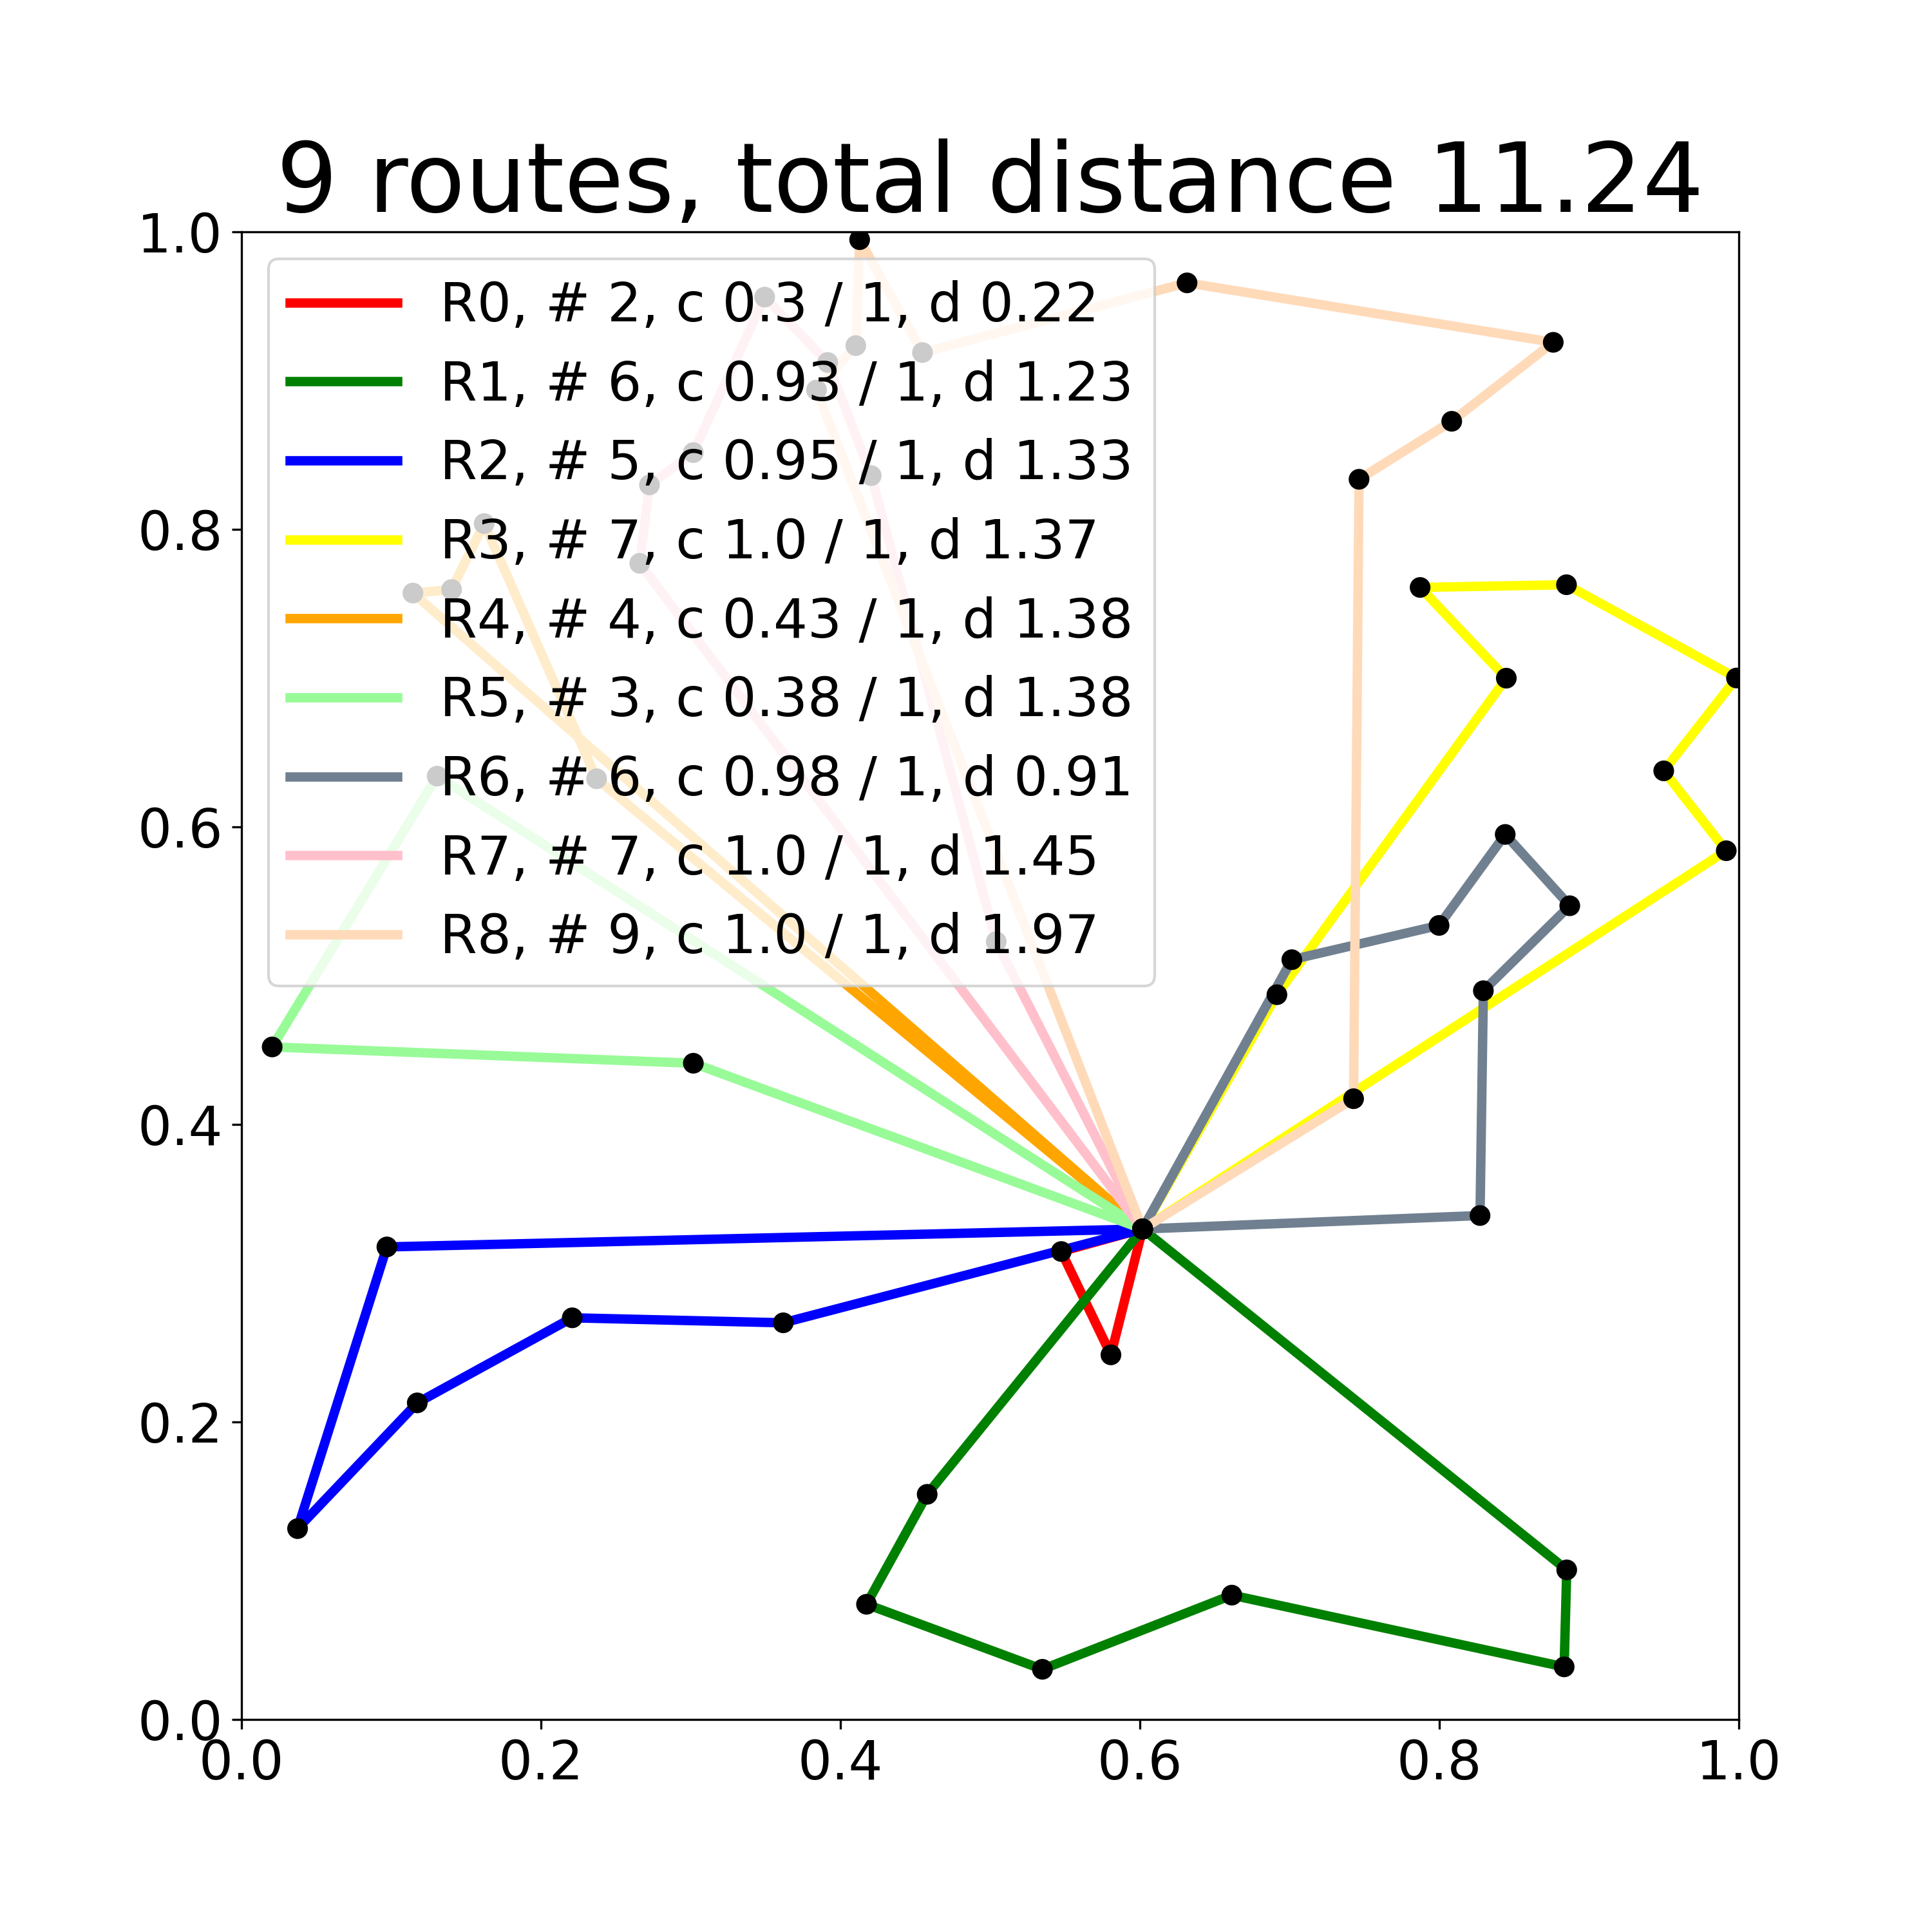 9 routes, total distance 11.24
1.0
0.8
0.6
0.4
0.2
0.0
R0, # 2, c 0.3 / 1, d 0.22
R1, # 6, c 0.93 / 1, d 1.23
R2, # 5, c 0.95 / 1, d 1.33
R3, # 7, c 1.0 / 1, d 1.37
R4, # 4, c 0.43 / 1, d 1.38
R5, # 3, c 0.38 / 1, d 1.38
R6, # 6, c 0.98 / 1, d 0.91
R7, # 7, c 1.0 / 1, d 1.45
R8, # 9, c 1.0 / 1, d 1.97
0.0 0.2 0.4 0.6 0.8 1.0